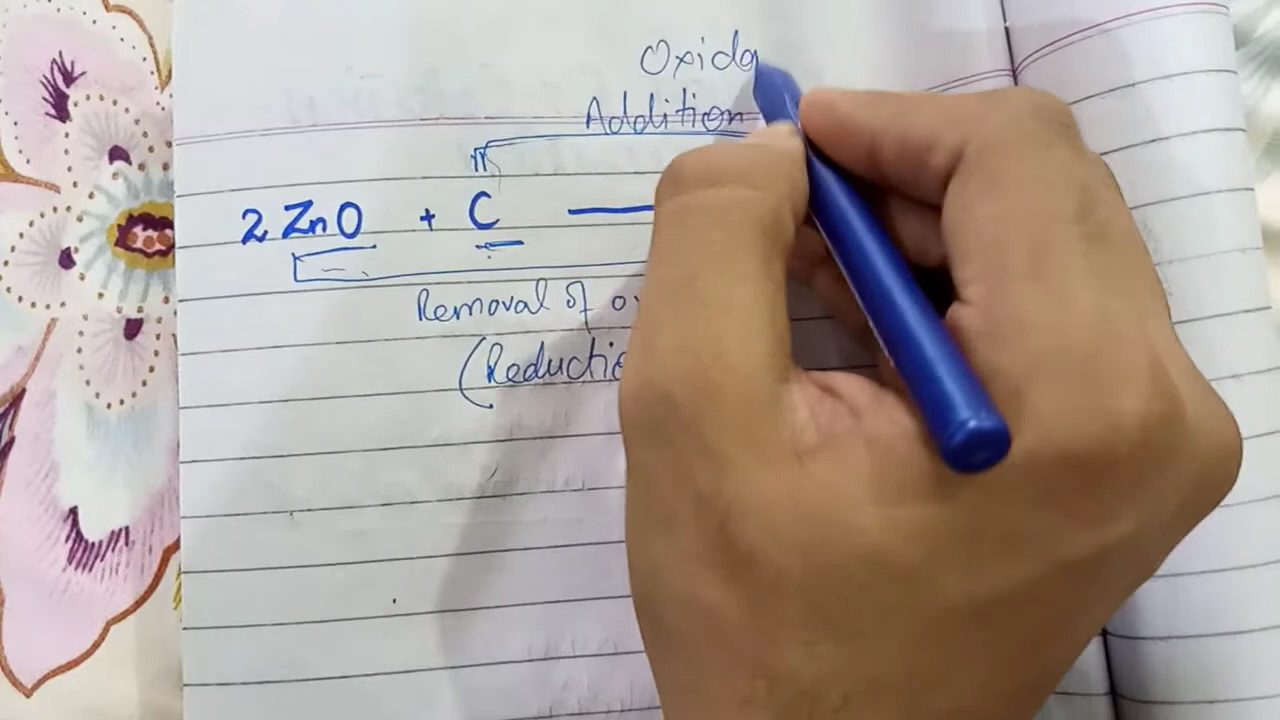 Oxida
Addition
2 ZnO + C
Removal of
(Reductio